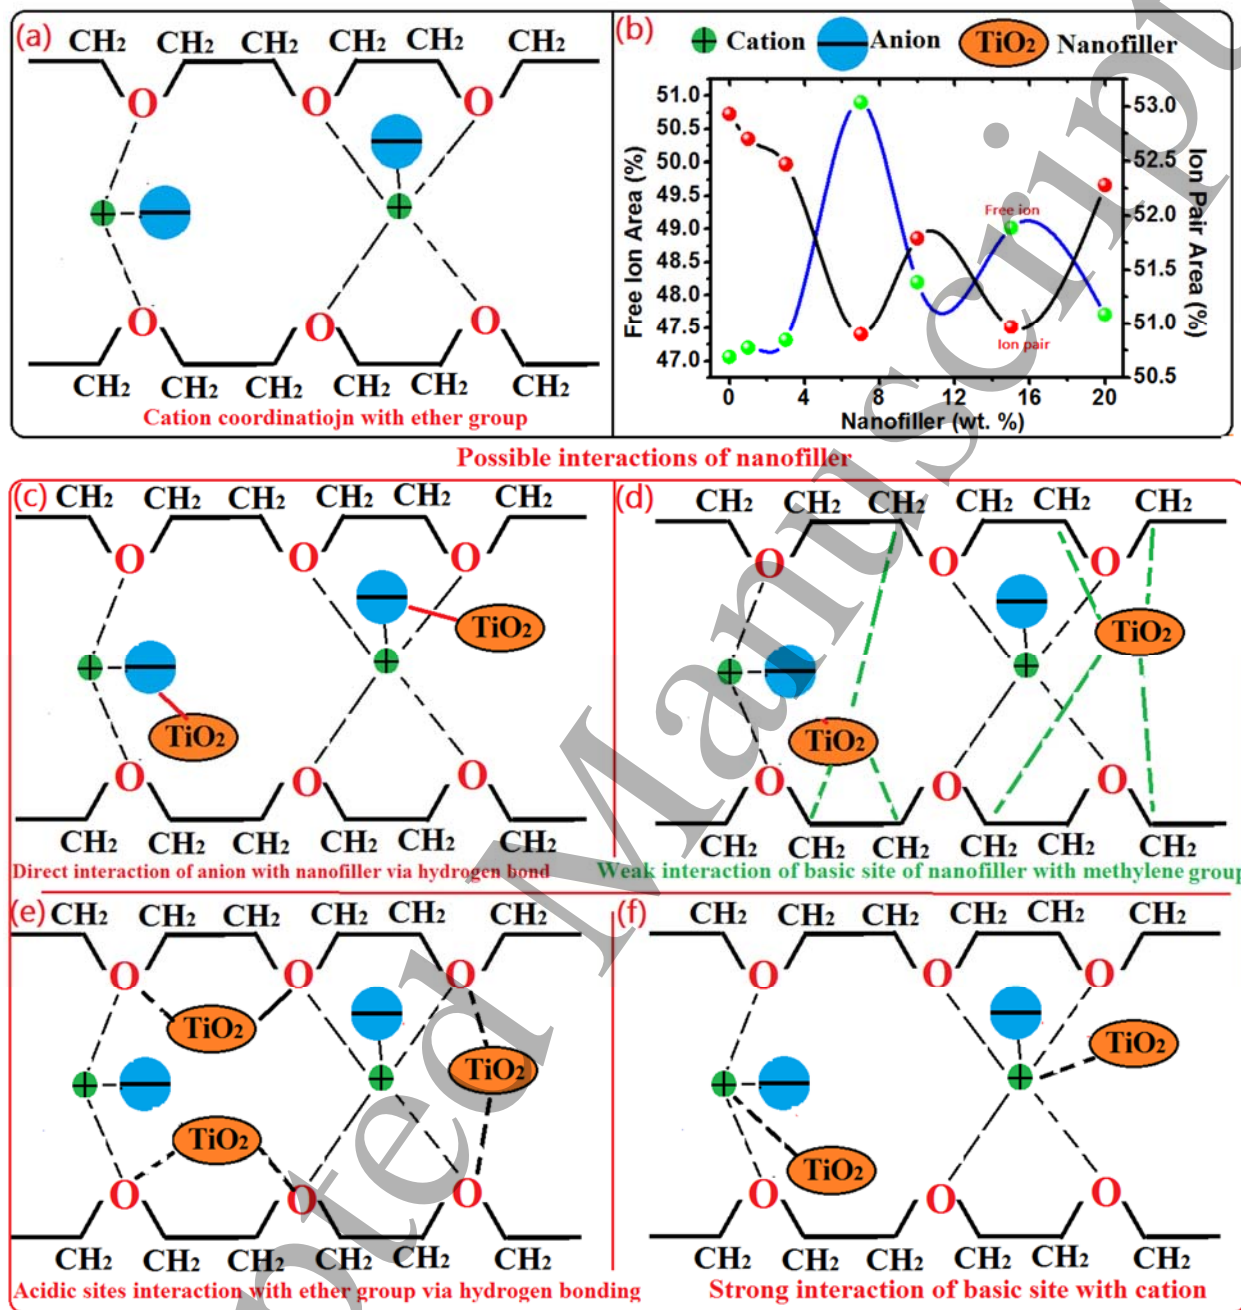 (a)
CH2 CH2 CH2 CH2 CH2 CH2
O O O
O O O
CH2 CH2 CH2 CH2 CH2 CH2
Cation coordinatiojn with ether group
(b) Cation Anion TiO2 Nanofiller
Free Ion Area (%)
51.0
50.5
50.0
49.5
49.0
48.5
48.0
47.5
47.0
Free ion
Ion pair
53.0
52.5
52.0
51.5
51.0
50.5
Ion Pair Area (%)
0 4 8 12 16 20
Nanofiller (wt. %)
Possible interactions of nanofiller
(c)
CH2 CH2 CH2 CH2 CH2 CH2
O O O
TiO2
TiO2
O O O
CH2 CH2 CH2 CH2 CH2 CH2
Direct interaction of anion with nanofiller via hydrogen bond
(d)
CH2 CH2 CH2 CH2 CH2 CH2
O O O
TiO2
TiO2
O O O
CH2 CH2 CH2 CH2 CH2 CH2
Weak interaction of basic site of nanofiller with methylene group
(e)
CH2 CH2 CH2 CH2 CH2 CH2
O O O
TiO2
TiO2
TiO2
O O O
CH2 CH2 CH2 CH2 CH2 CH2
Acidic sites interaction with ether group via hydrogen bonding
(f)
CH2 CH2 CH2 CH2 CH2 CH2
O O O
TiO2
TiO2
O O O
CH2 CH2 CH2 CH2 CH2 CH2
Strong interaction of basic site with cation
pted Manuscript